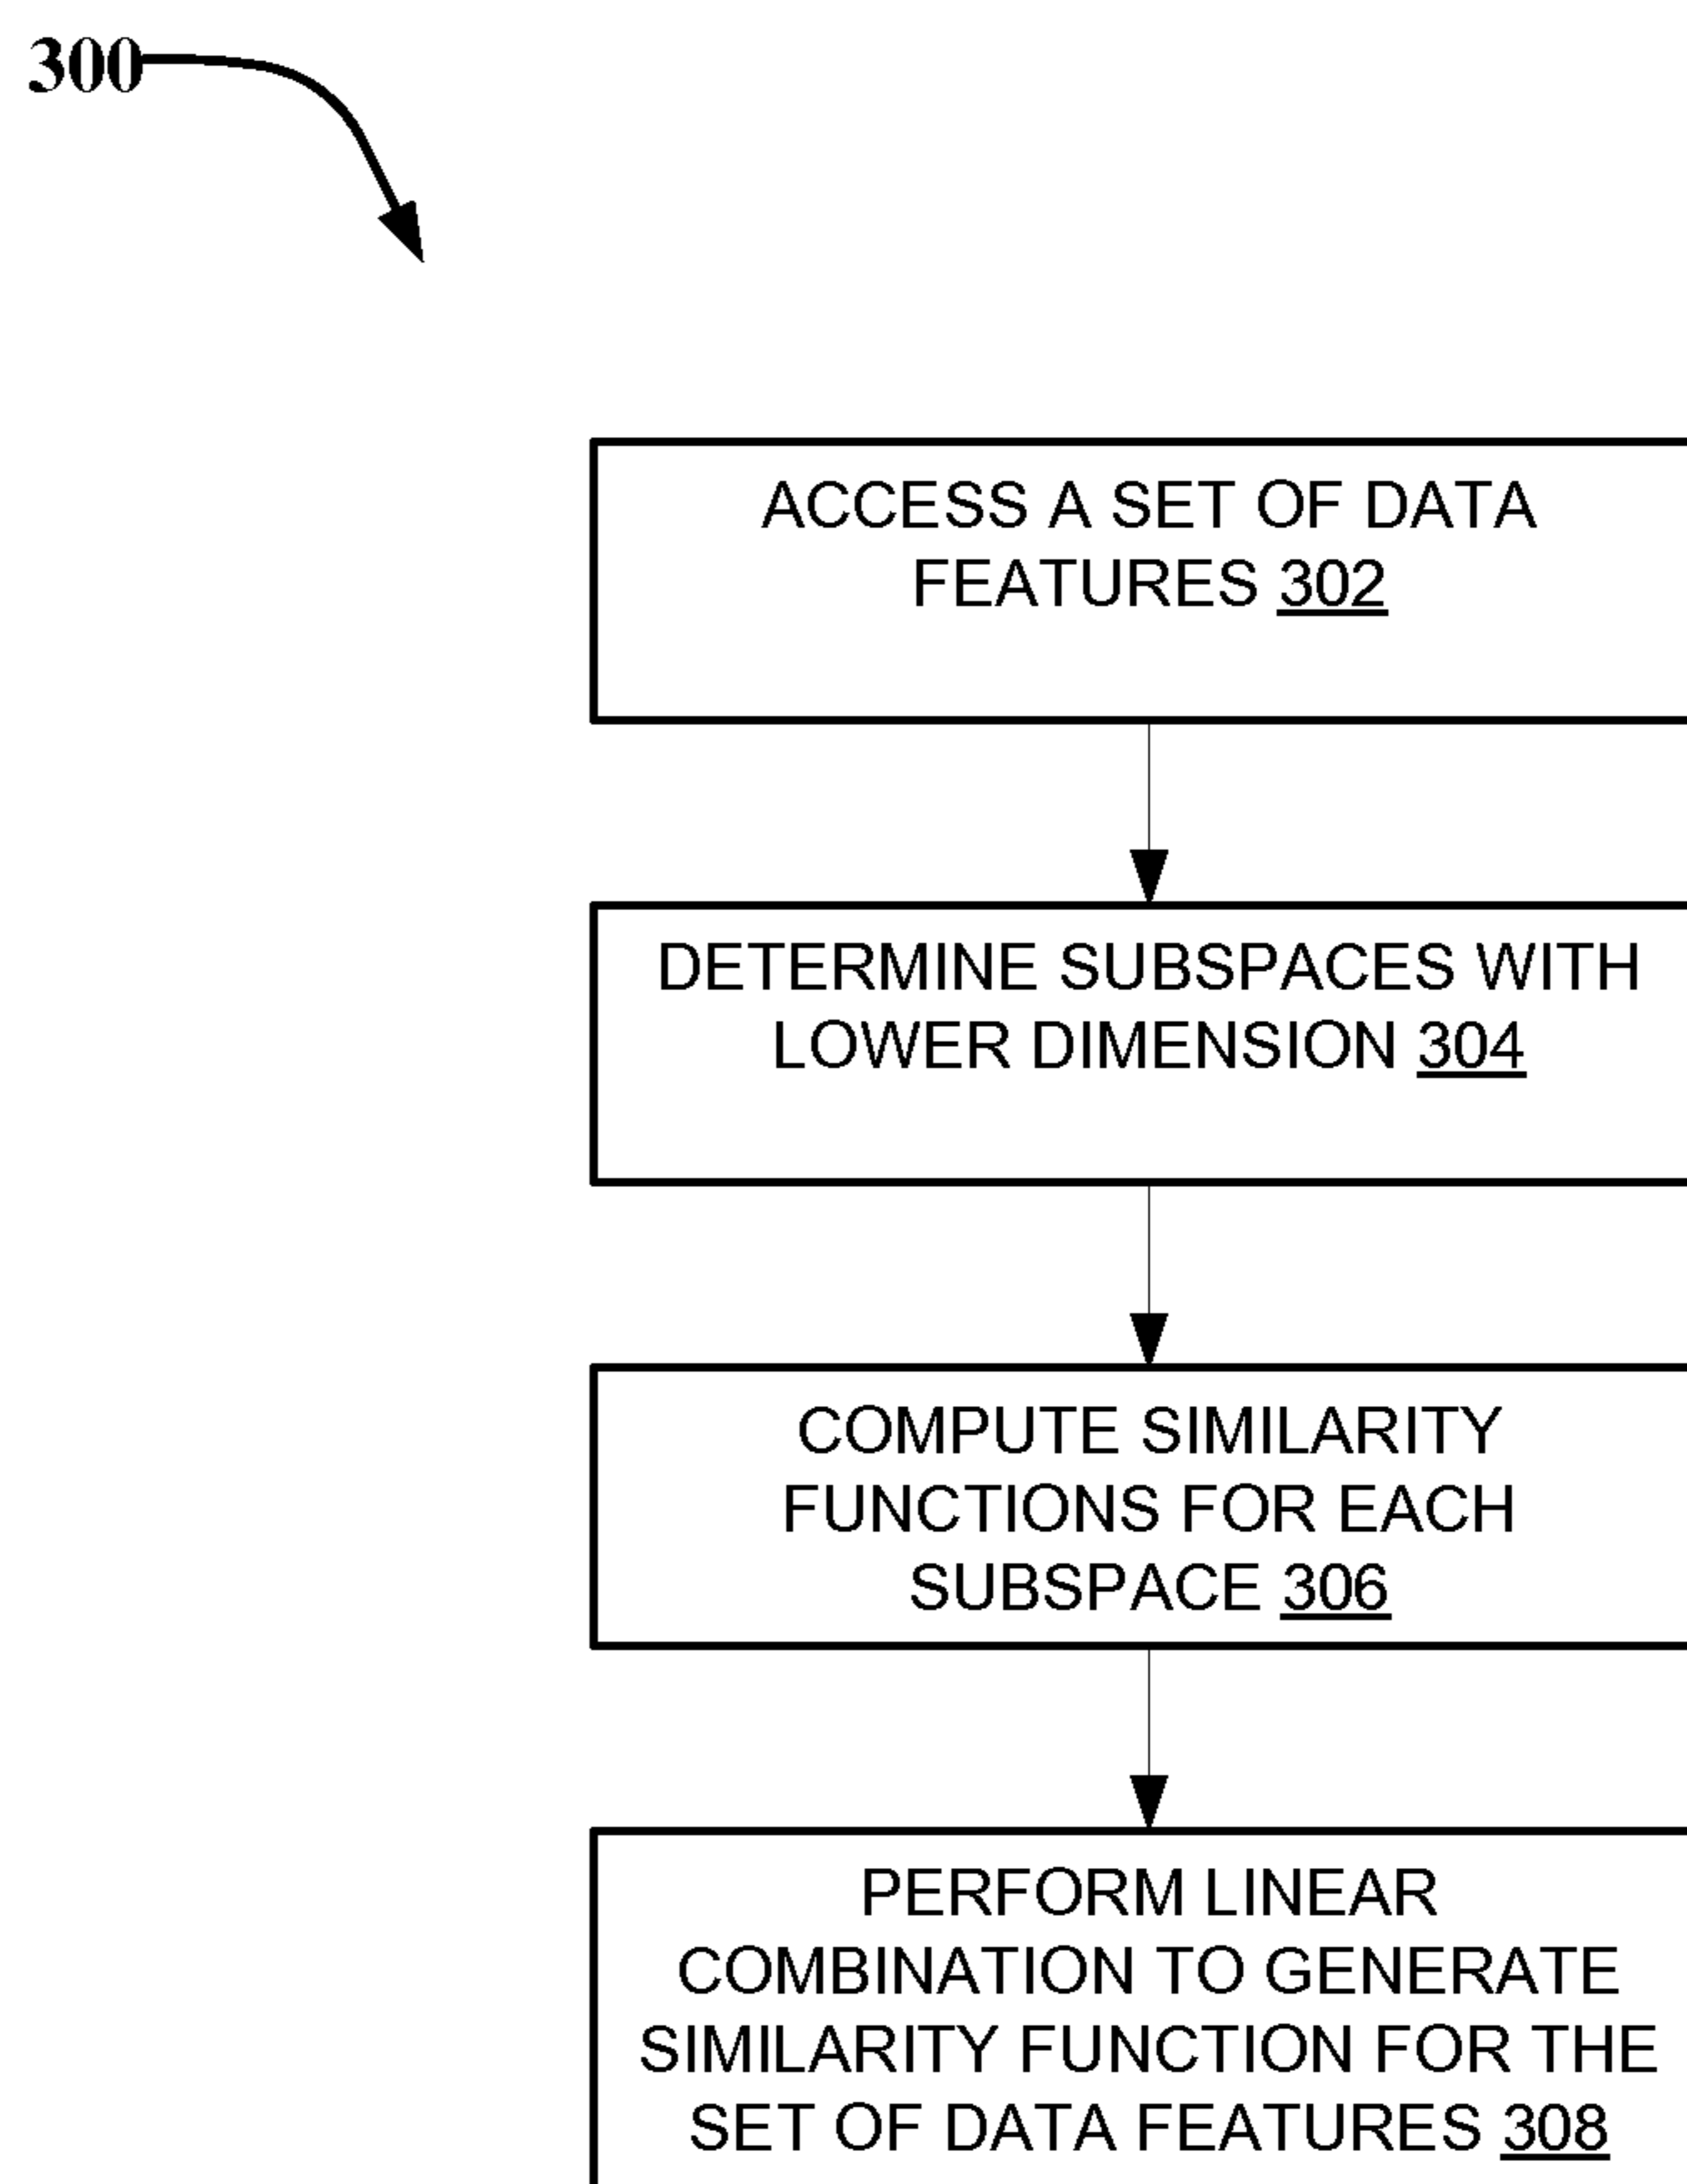 300
ACCESS A SET OF DATA
FEATURES 302
DETERMINE SUBSPACES WITH
LOWER DIMENSION 304
COMPUTE SIMILARITY
FUNCTIONS FOR EACH
SUBSPACE 306
PERFORM LINEAR
COMBINATION TO GENERATE
SIMILARITY FUNCTION FOR THE
SET OF DATA FEATURES 308